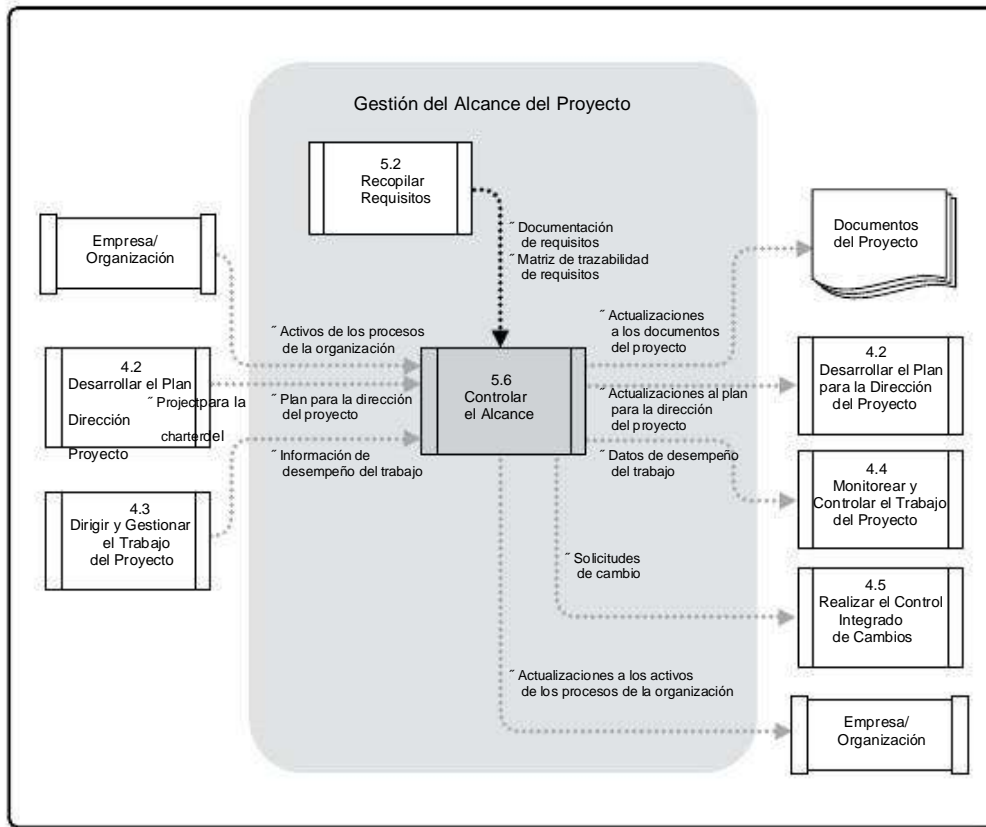 Gestión del Alcance del Proyecto
5.2
Recopilar
Requisitos
Empresa/
Organización
˝ Documentación
de requisitos
˝ Matriz de trazabilidad
de requisitos
Documentos
del Proyecto
˝ Activos de los procesos
de la organización
˝ Actualizaciones
a los documentos
del proyecto
4.2
Desarrollar el Plan
˝ Projectpara la
Dirección
charterdel
Proyecto
˝ Plan para la dirección
del proyecto
5.6
Controlar
el Alcance
˝ Actualizaciones al plan
para la dirección
del proyecto
4.2
Desarrollar el Plan
para la Dirección
del Proyecto
˝ Información de
desempeño del trabajo
˝ Datos de desempeño
del trabajo
4.4
Monitorear y
Controlar el Trabajo
del Proyecto
4.3
Dirigir y Gestionar
el Trabajo
del Proyecto
˝ Solicitudes
de cambio
4.5
Realizar el Control
Integrado
de Cambios
˝ Actualizaciones a los activos
de los procesos de la organización
Empresa/
Organización